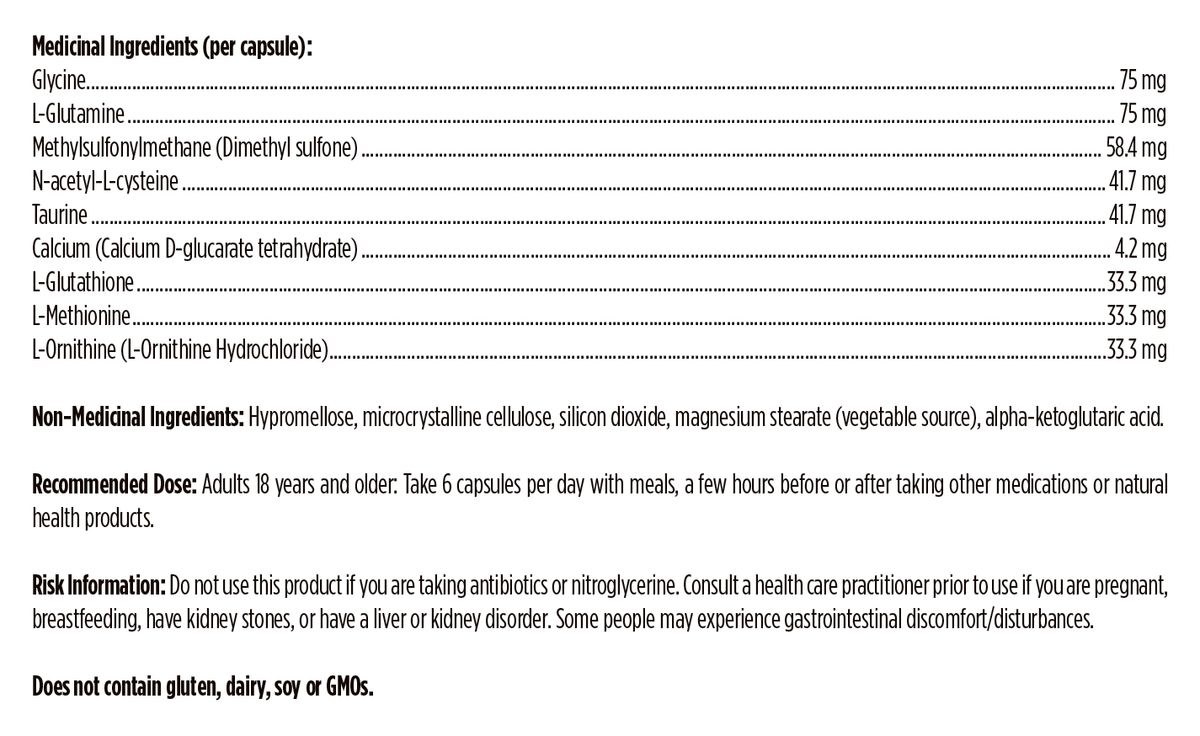 Medicinal Ingredients (per capsule):
Glycine........................................................................................................ 75 mg
L-Glutamine........................................................................................................ 75 mg
Methylsulfonylmethane (Dimethyl sulfone)........................................................................................................ 58.4 mg
N-acetyl-L-cysteine........................................................................................................ 41.7 mg
Taurine........................................................................................................ 41.7 mg
Calcium (Calcium D-glucarate tetrahydrate)........................................................................................................ 4.2 mg
L-Glutathione........................................................................................................33.3 mg
L-Methionine........................................................................................................33.3 mg
L-Ornithine (L-Ornithine Hydrochloride)........................................................................................................33.3 mg
Non-Medicinal Ingredients: Hypromellose, microcrystalline cellulose, silicon dioxide, magnesium stearate (vegetable source), alpha-ketoglutaric acid.
Recommended Dose: Adults 18 years and older: Take 6 capsules per day with meals, a few hours before or after taking other medications or natural
health products.
Risk Information: Do not use this product if you are taking antibiotics or nitroglycerine. Consult a health care practitioner prior to use if you are pregnant,
breastfeeding, have kidney stones, or have a liver or kidney disorder. Some people may experience gastrointestinal discomfort/disturbances.
Does not contain gluten, dairy, soy or GMOs.